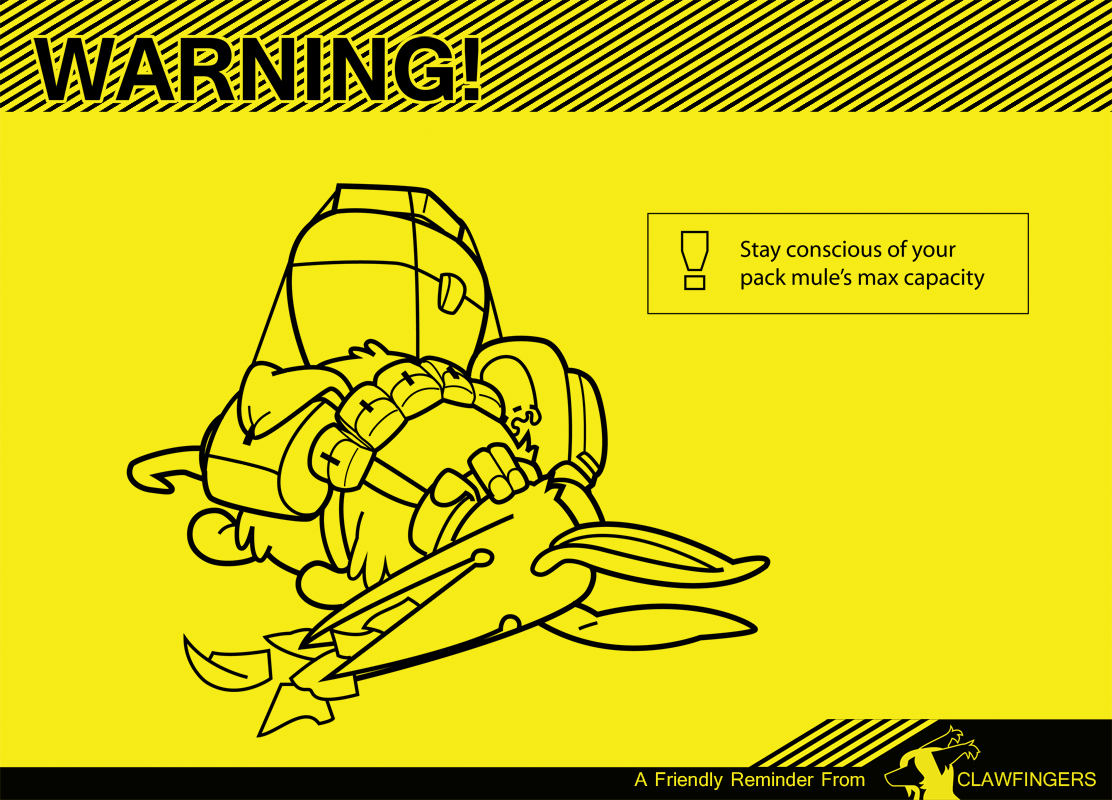 WARNING!
Stay conscious of your
pack mule's max capacity
A Friendly Reminder From
CLAWFINGERS